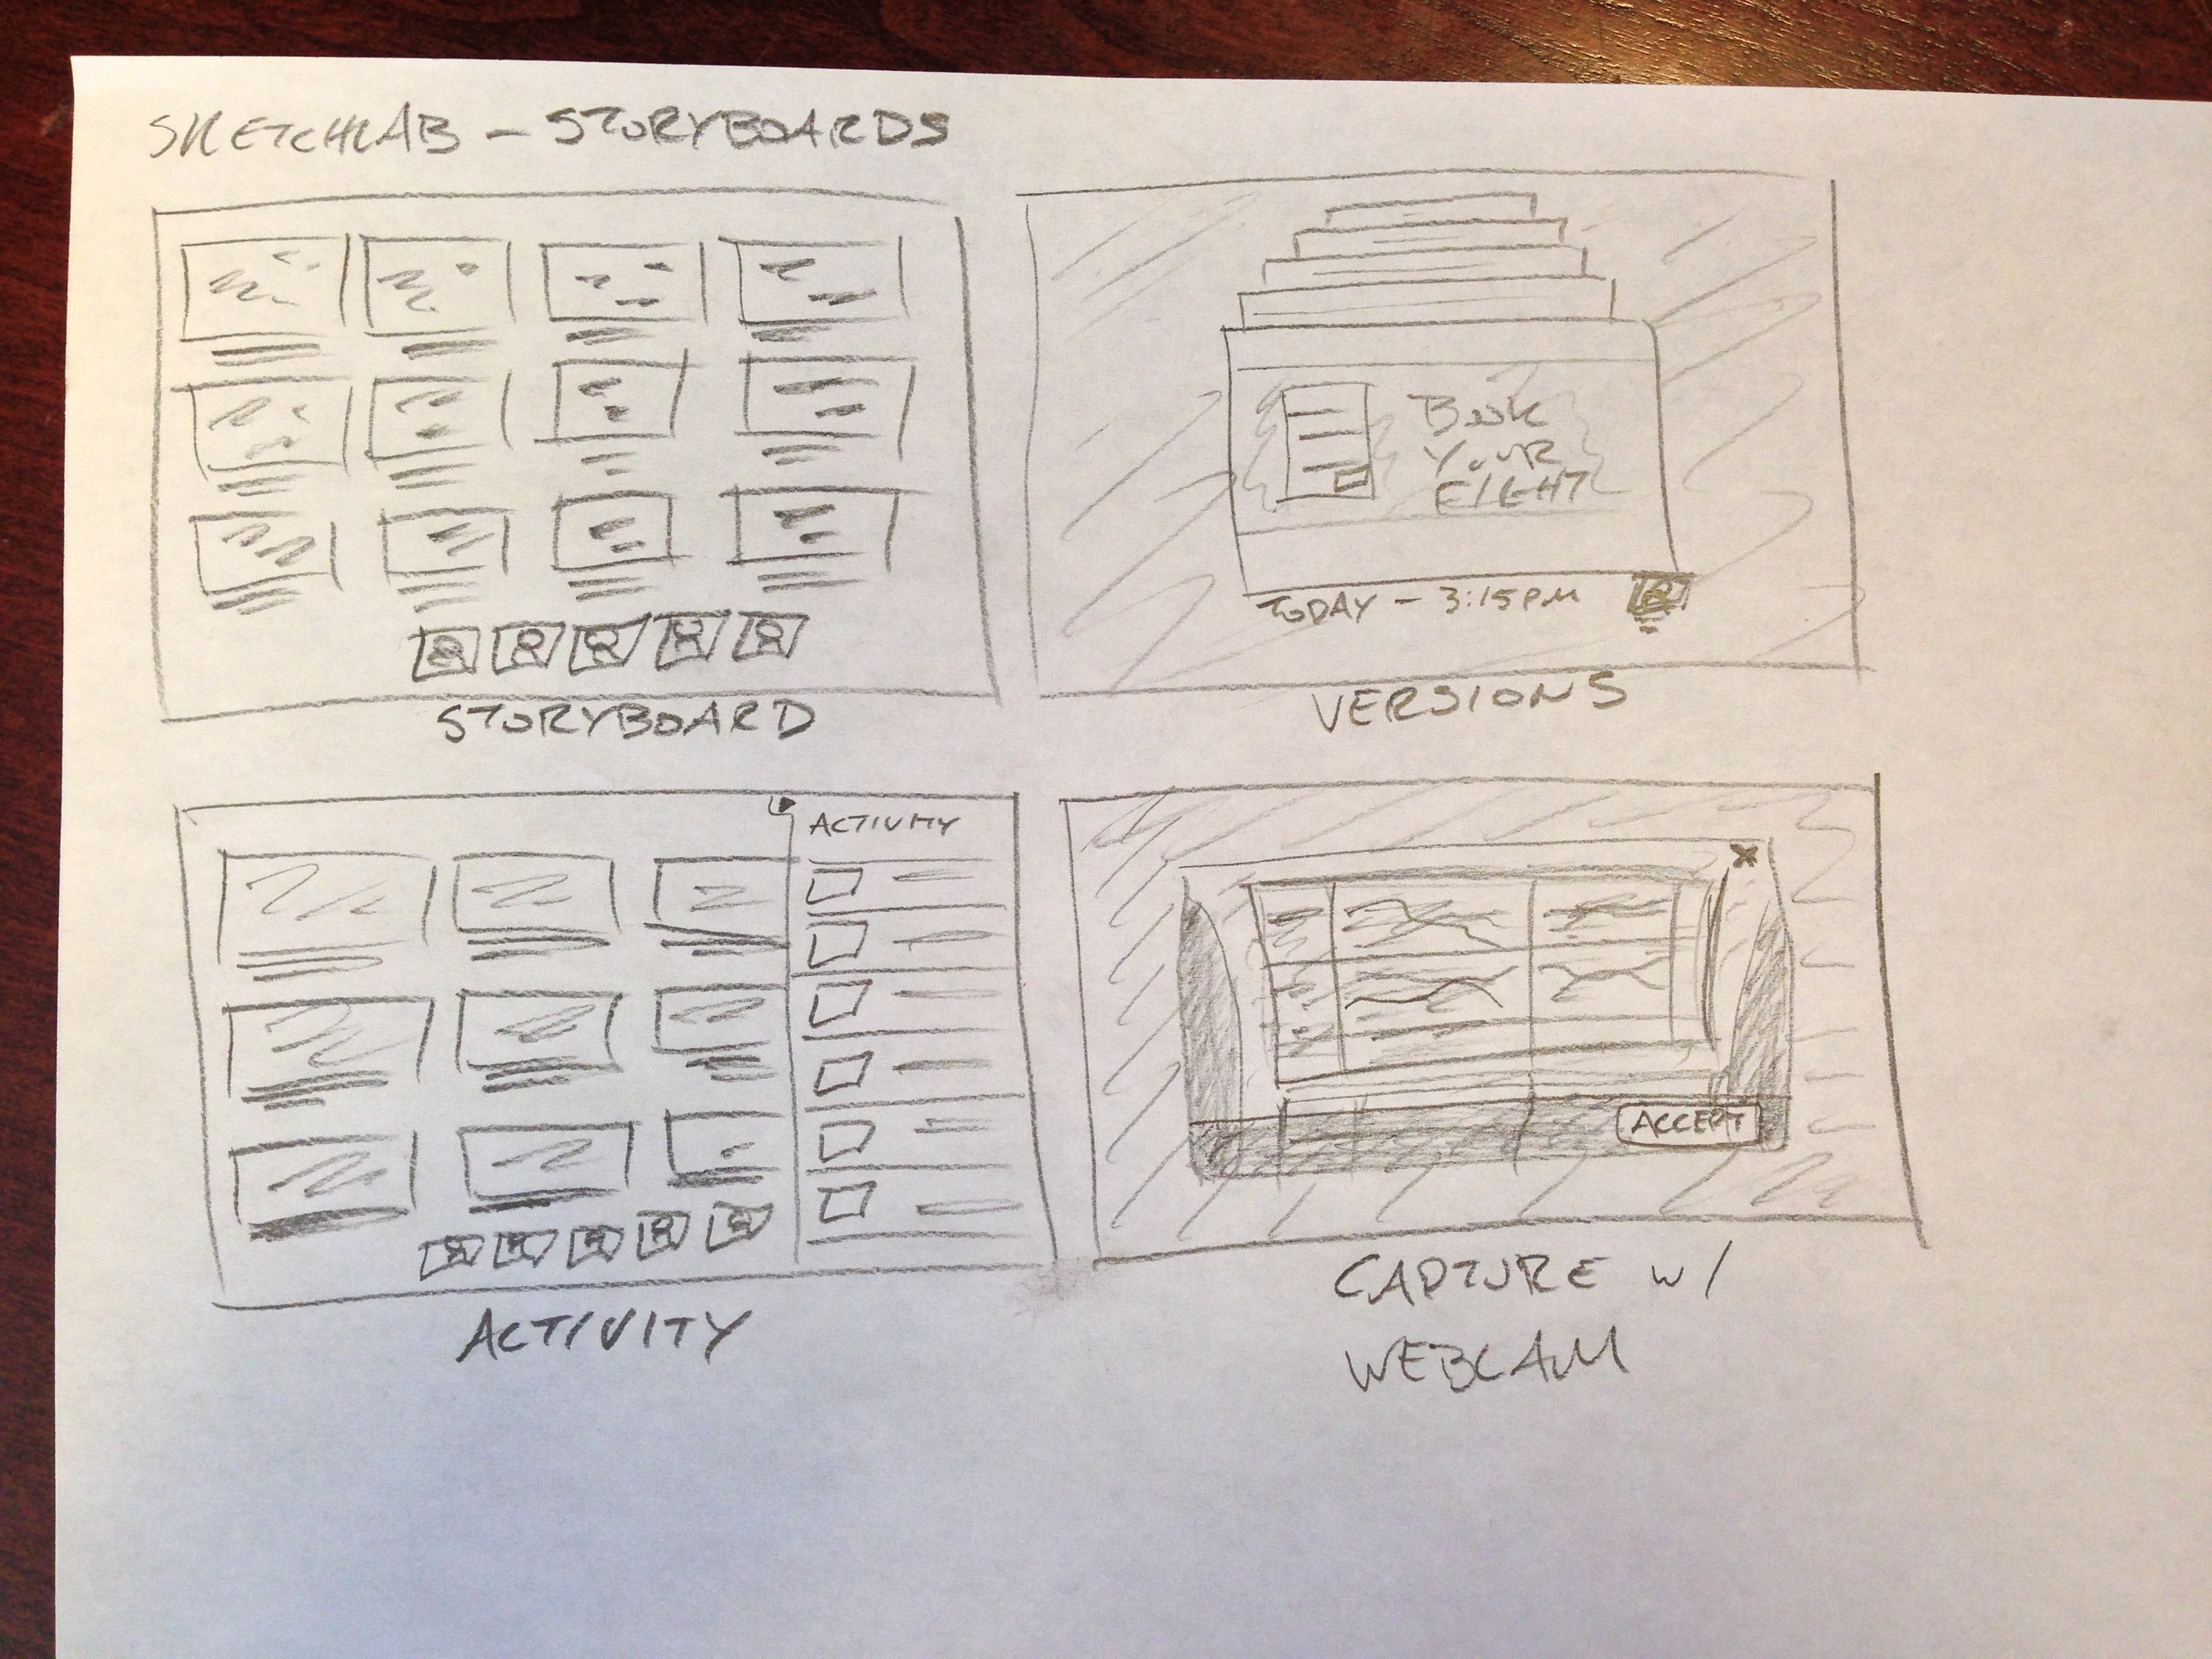 SKETCHLAB - STORYBOARDS
STORYBOARD
BOOK
YOUR
FLIGHT
TODAY - 3:15PM
VERSIONS
ACTIVITY
ACTIVITY
ACCEPT
CAPTURE w/
WEBCAM